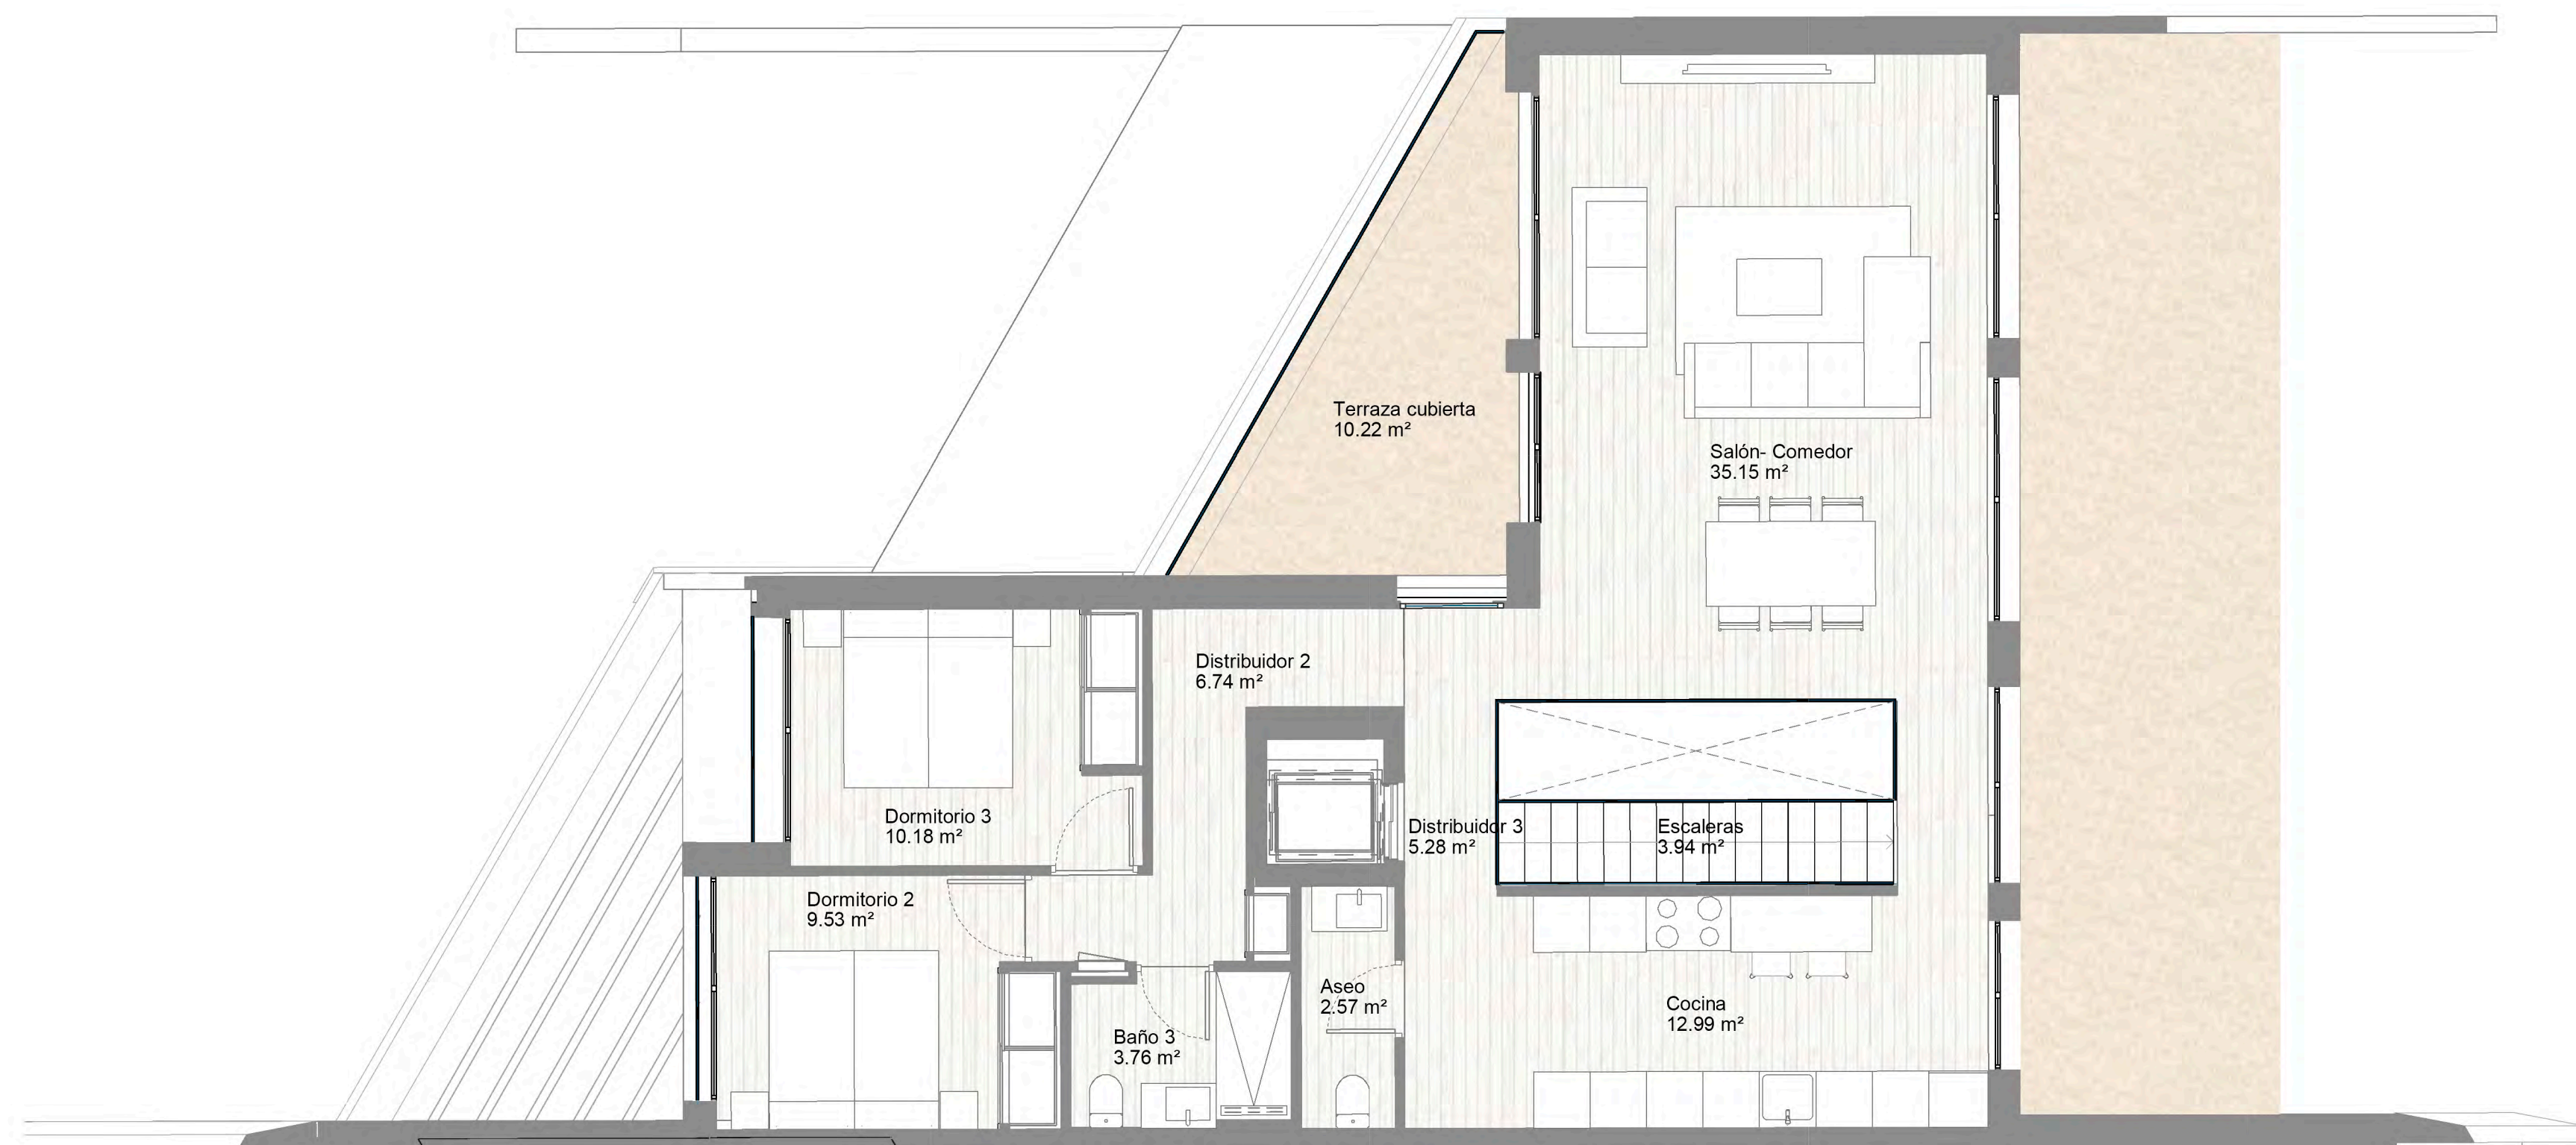 Terraza cubierta
10.22 m²
Salón- Comedor
35.15 m²
Distribuidor 2
6.74 m²
Dormitorio 3
10.18 m²
Distribuidor 3
5.28 m²
Escaleras
3.94 m²
Dormitorio 2
9.53 m²
Aseo
2.57 m²
Cocina
12.99 m²
Baño 3
3.76 m²